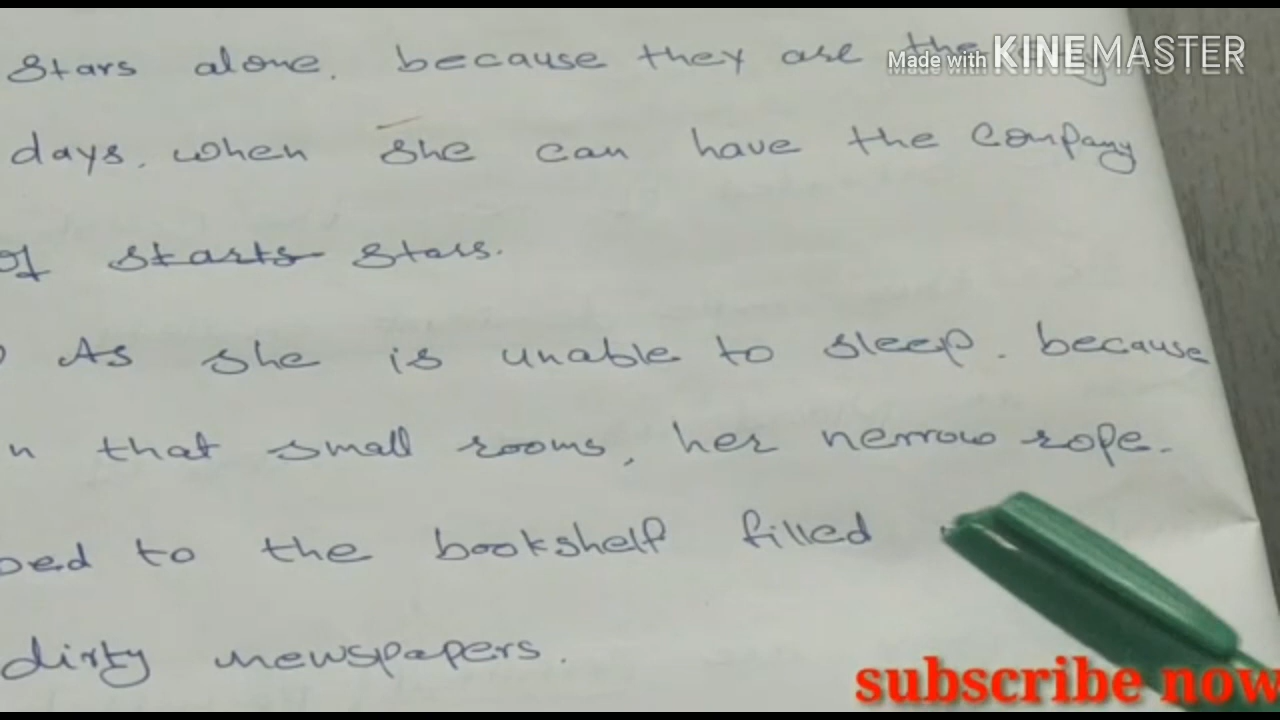 stars alone. because they are the
Made with KINEMASTER
days. when she can have the company
of starts stars.
As she is unable to sleep. because
n that small rooms, her nerrow rope.
bed to the bookshelf filled
dirty newspapers.
subscribe now